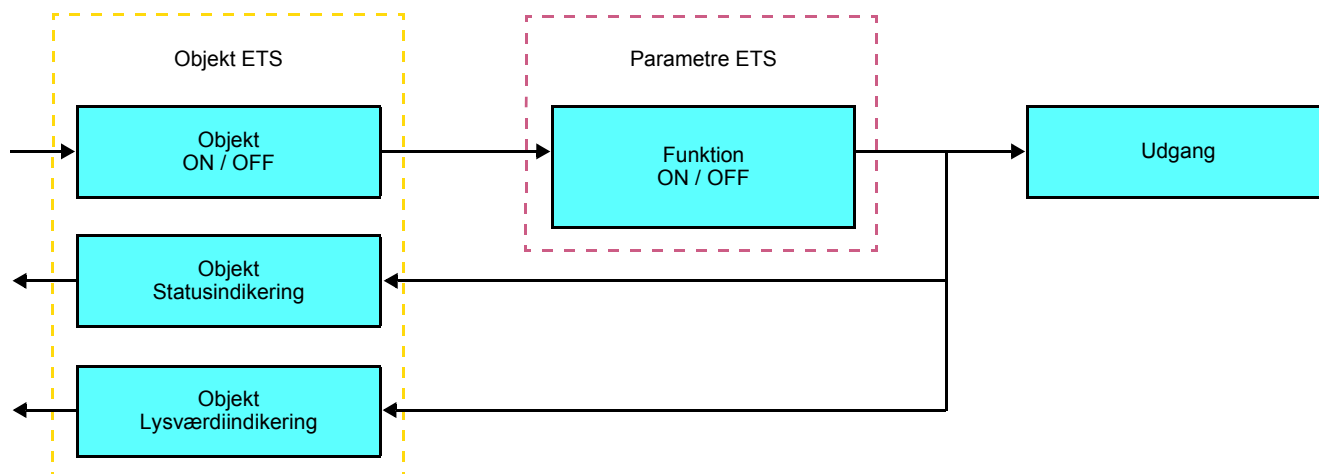 Objekt ETS
Parametre ETS
Objekt
ON / OFF
Funktion
ON / OFF
Udgang
Objekt
Statusindikering
Objekt
Lysværdiindikering